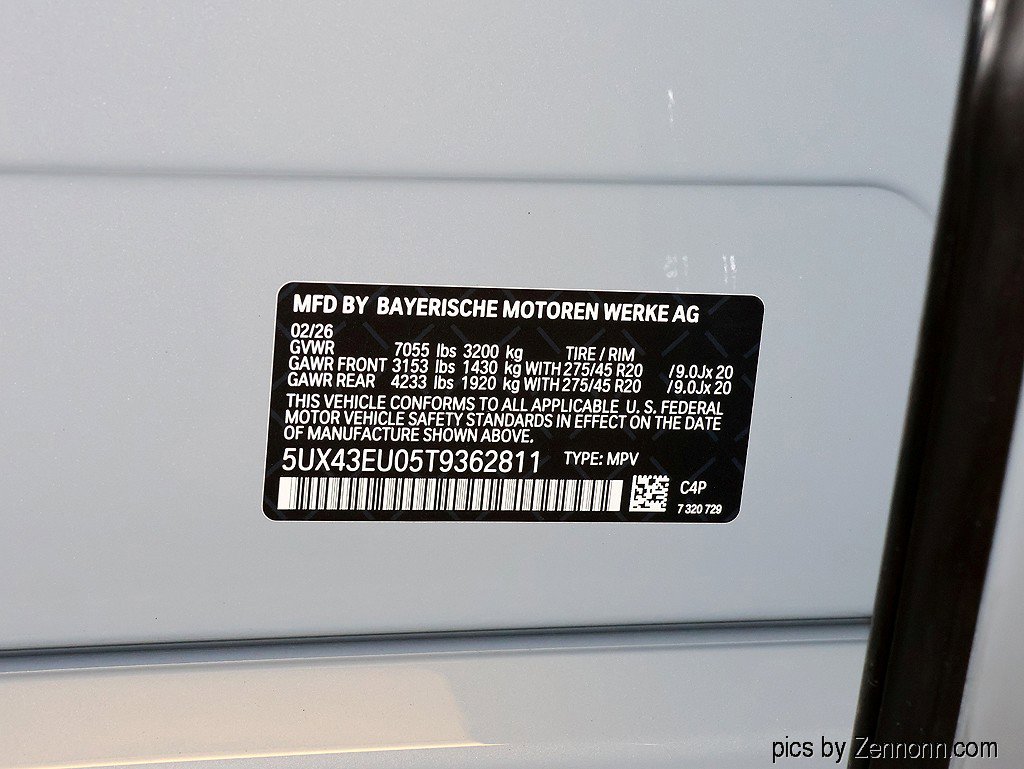 MFD BY BAYERISCHE MOTOREN WERKE AG
02/26
GVWR 7055 lbs 3200 kg TIRE / RIM
GAWR FRONT 3153 lbs 1430 kg WITH 275/45 R20 /9.0Jx 20
GAWR REAR 4233 lbs 1920 kg WITH 275/45 R20 /9.0Jx 20
THIS VEHICLE CONFORMS TO ALL APPLICABLE U. S. FEDERAL
MOTOR VEHICLE SAFETY STANDARDS IN EFFECT ON THE DATE
OF MANUFACTURE SHOWN ABOVE.
5UX43EU05T9362811 TYPE: MPV
C4P
7 320 729
pics by Zennonn.com